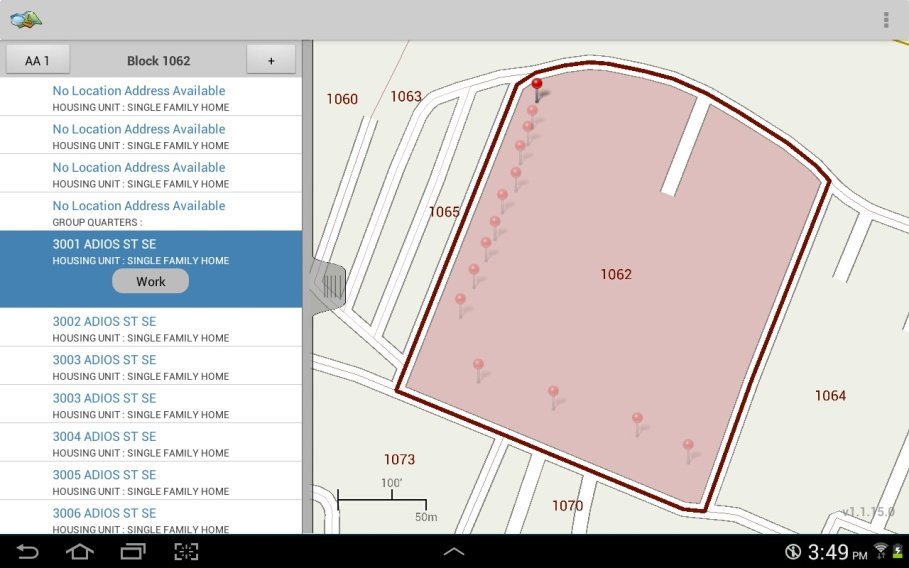 AA 1
Block 1062
+
No Location Address Available
HOUSING UNIT : SINGLE FAMILY HOME
No Location Address Available
HOUSING UNIT : SINGLE FAMILY HOME
No Location Address Available
HOUSING UNIT : SINGLE FAMILY HOME
No Location Address Available
GROUP QUARTERS :
3001 ADIOS ST SE
HOUSING UNIT : SINGLE FAMILY HOME
Work
3002 ADIOS ST SE
HOUSING UNIT : SINGLE FAMILY HOME
3003 ADIOS ST SE
HOUSING UNIT : SINGLE FAMILY HOME
3003 ADIOS ST SE
HOUSING UNIT : SINGLE FAMILY HOME
3004 ADIOS ST SE
HOUSING UNIT : SINGLE FAMILY HOME
3005 ADIOS ST SE
HOUSING UNIT : SINGLE FAMILY HOME
3006 ADIOS ST SE
HOUSING UNIT : SINGLE FAMILY HOME
1060
1063
1065
1062
1064
1073
1070
100'
50m
v1.1.15.0
3:49 PM